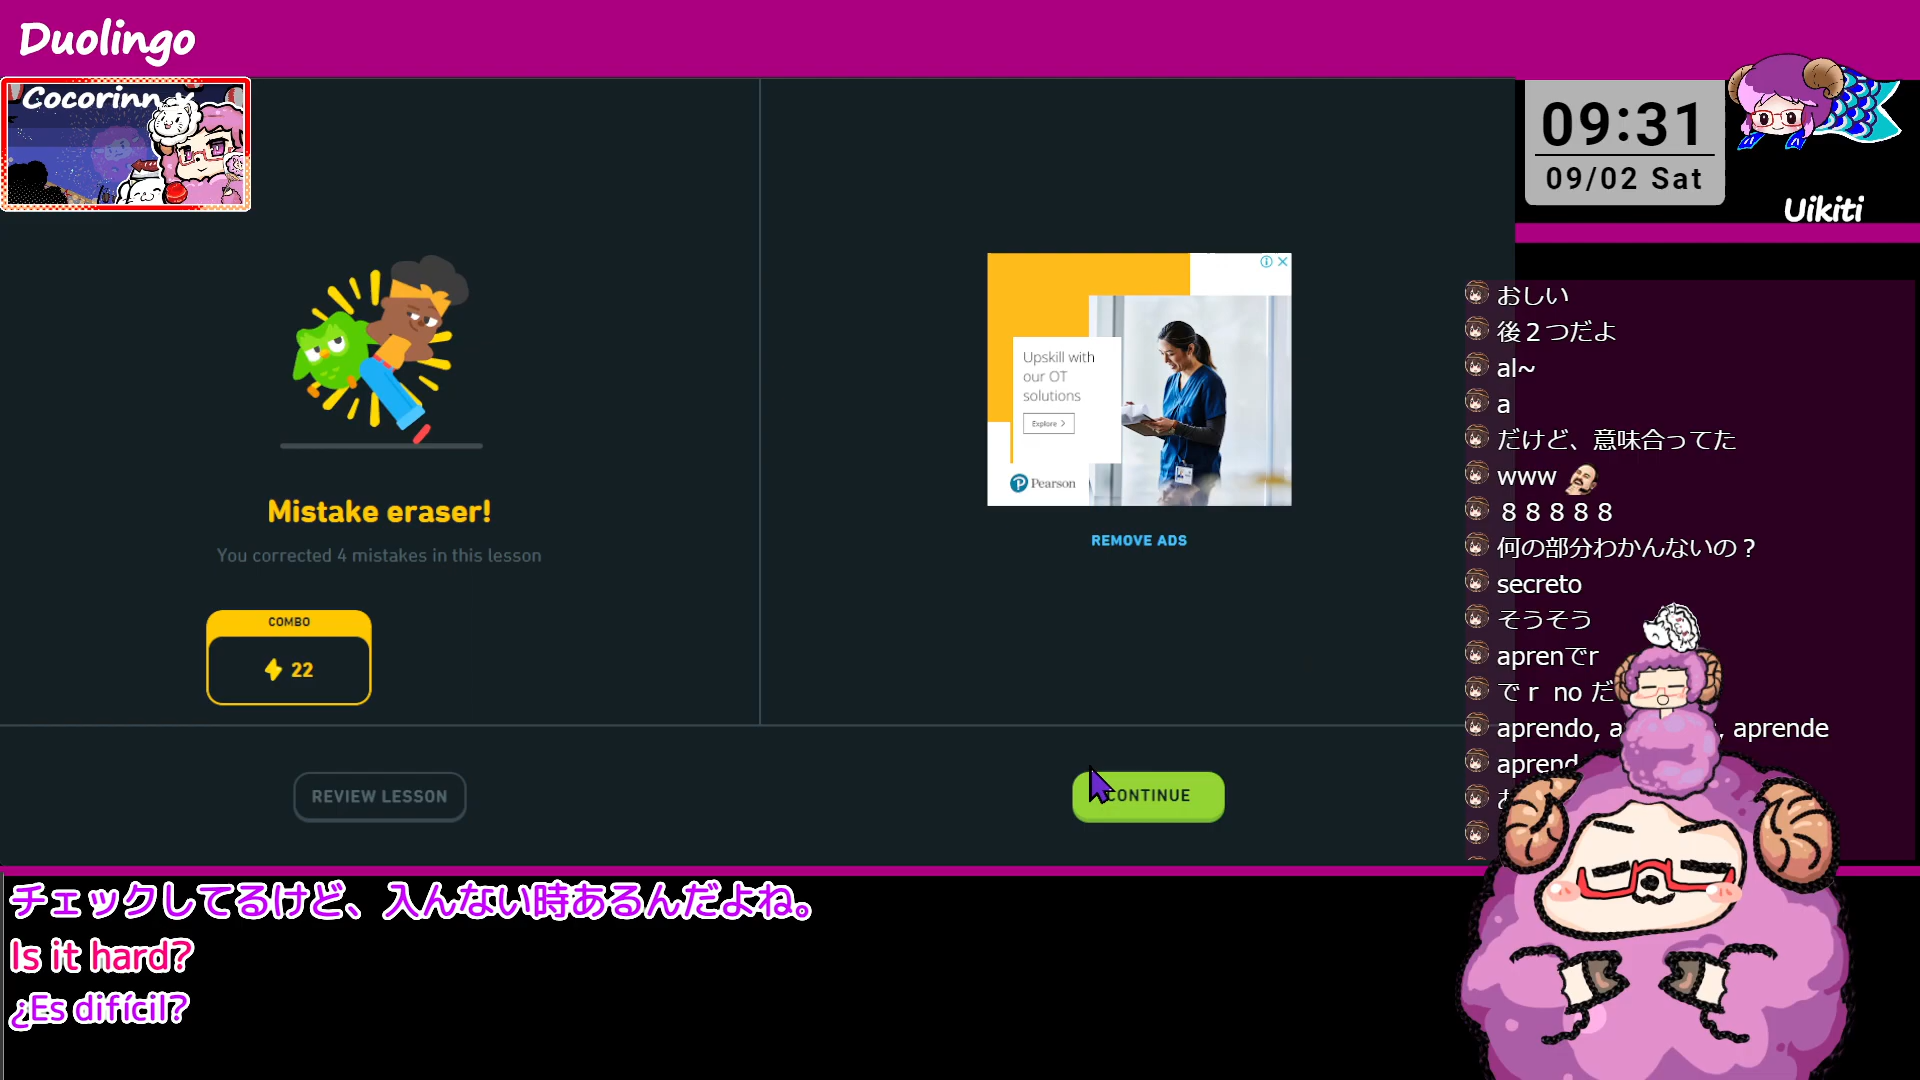 Duolingo
Cocorinn
09:31
09/02 Sat
Uikiti
Mistake eraser!
You corrected 4 mistakes in this lesson
COMBO
22
Upskill with
our OT
solutions
Explore >
Pearson
REMOVE ADS
REVIEW LESSON
CONTINUE
おしい
後２つだよ
al~
a
だけど、意味合ってた
www
８８８８８
何の部分わかんないの？
secreto
そうそう
aprenでr
でｒ no だ
aprendo, a , aprende
aprend
チェックしてるけど、入んない時あるんだよね。
Is it hard?
¿Es difícil?